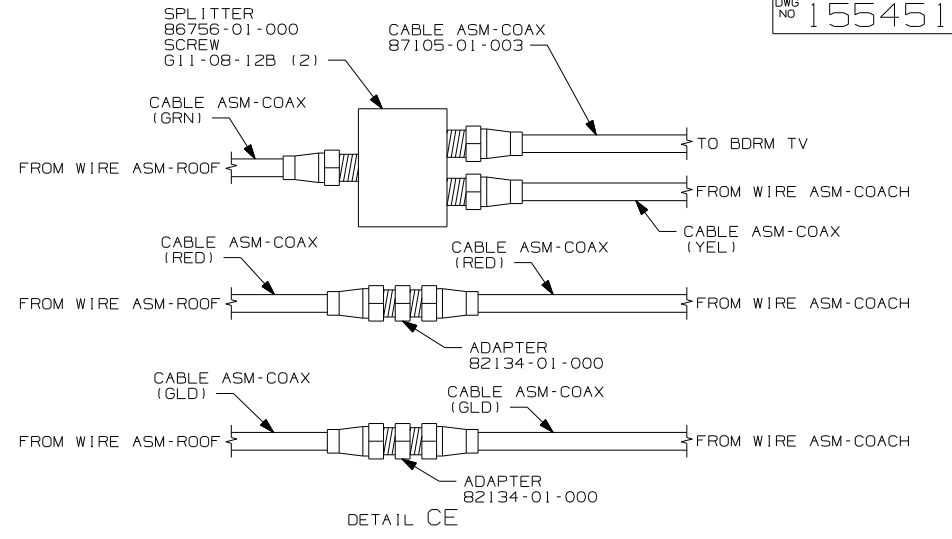 DWG
NO 155451
SPLITTER
86756-01-000
SCREW
G11-08-12B (2)
CABLE ASM-COAX
87105-01-003
CABLE ASM-COAX
(GRN)
FROM WIRE ASM-ROOF
TO BDRM TV
FROM WIRE ASM-COACH
CABLE ASM-COAX
(YEL)
CABLE ASM-COAX
(RED)
CABLE ASM-COAX
(RED)
FROM WIRE ASM-ROOF
FROM WIRE ASM-COACH
ADAPTER
82134-01-000
CABLE ASM-COAX
(GLD)
CABLE ASM-COAX
(GLD)
FROM WIRE ASM-ROOF
FROM WIRE ASM-COACH
ADAPTER
82134-01-000
DETAIL CE